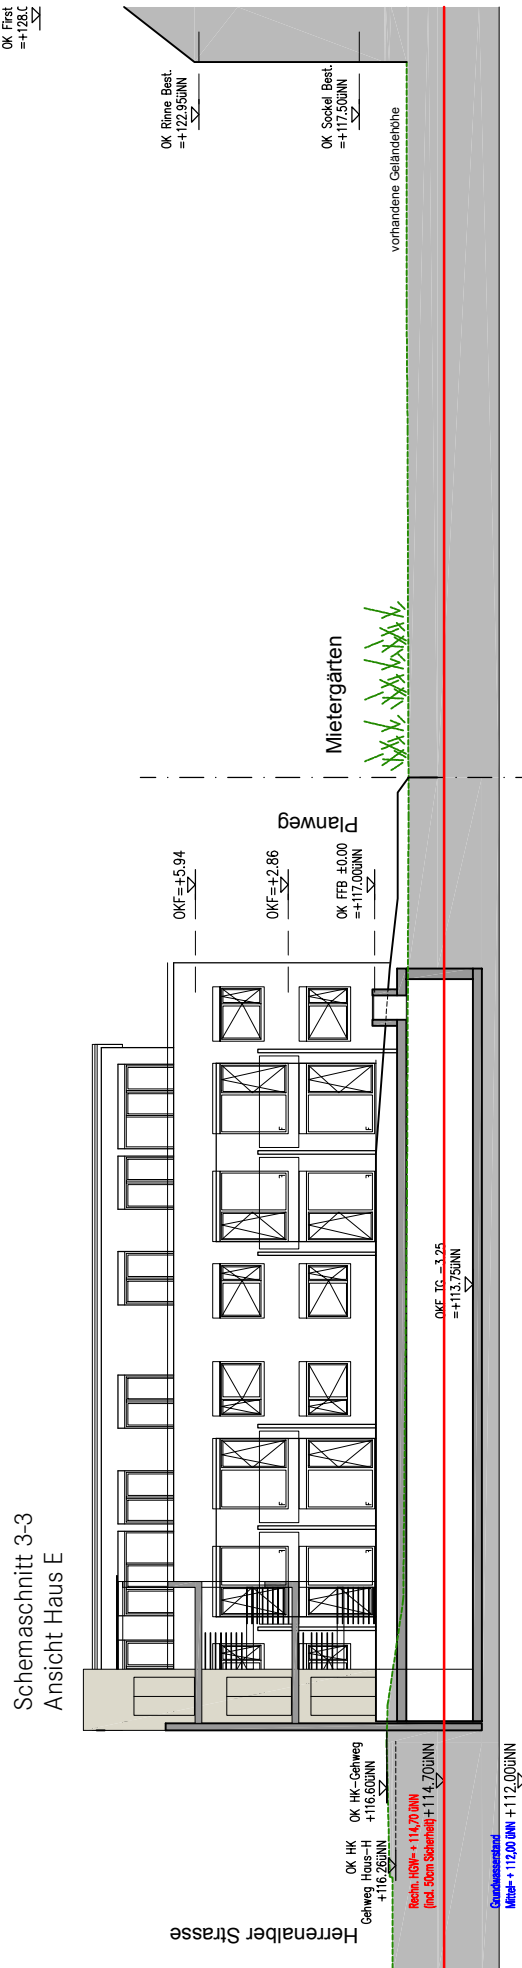 Schemaschnitt 3-3
Ansicht Haus E
Herrenalber Strasse
OK HK
Gehweg Haus-H
+116.26üNN
OK HK-Gehweg
+116.60üNN
Rechn. HGW= + 114,70 üNN
(incl. 50cm Sicherheit)
+114.70üNN
Grundwasserstand
Mittel= + 112,00 üNN
+112.00üNN
OKF TG -3.25
=+113.75üNN
OKF=+5.94
OKF=+2.86
OK FFB ±0.00
=+117.00üNN
Planweg
Mietergärten
vorhandene Geländehöhe
OK Rinne Best.
=+122.95üNN
OK Sockel Best.
=+117.50üNN
OK First